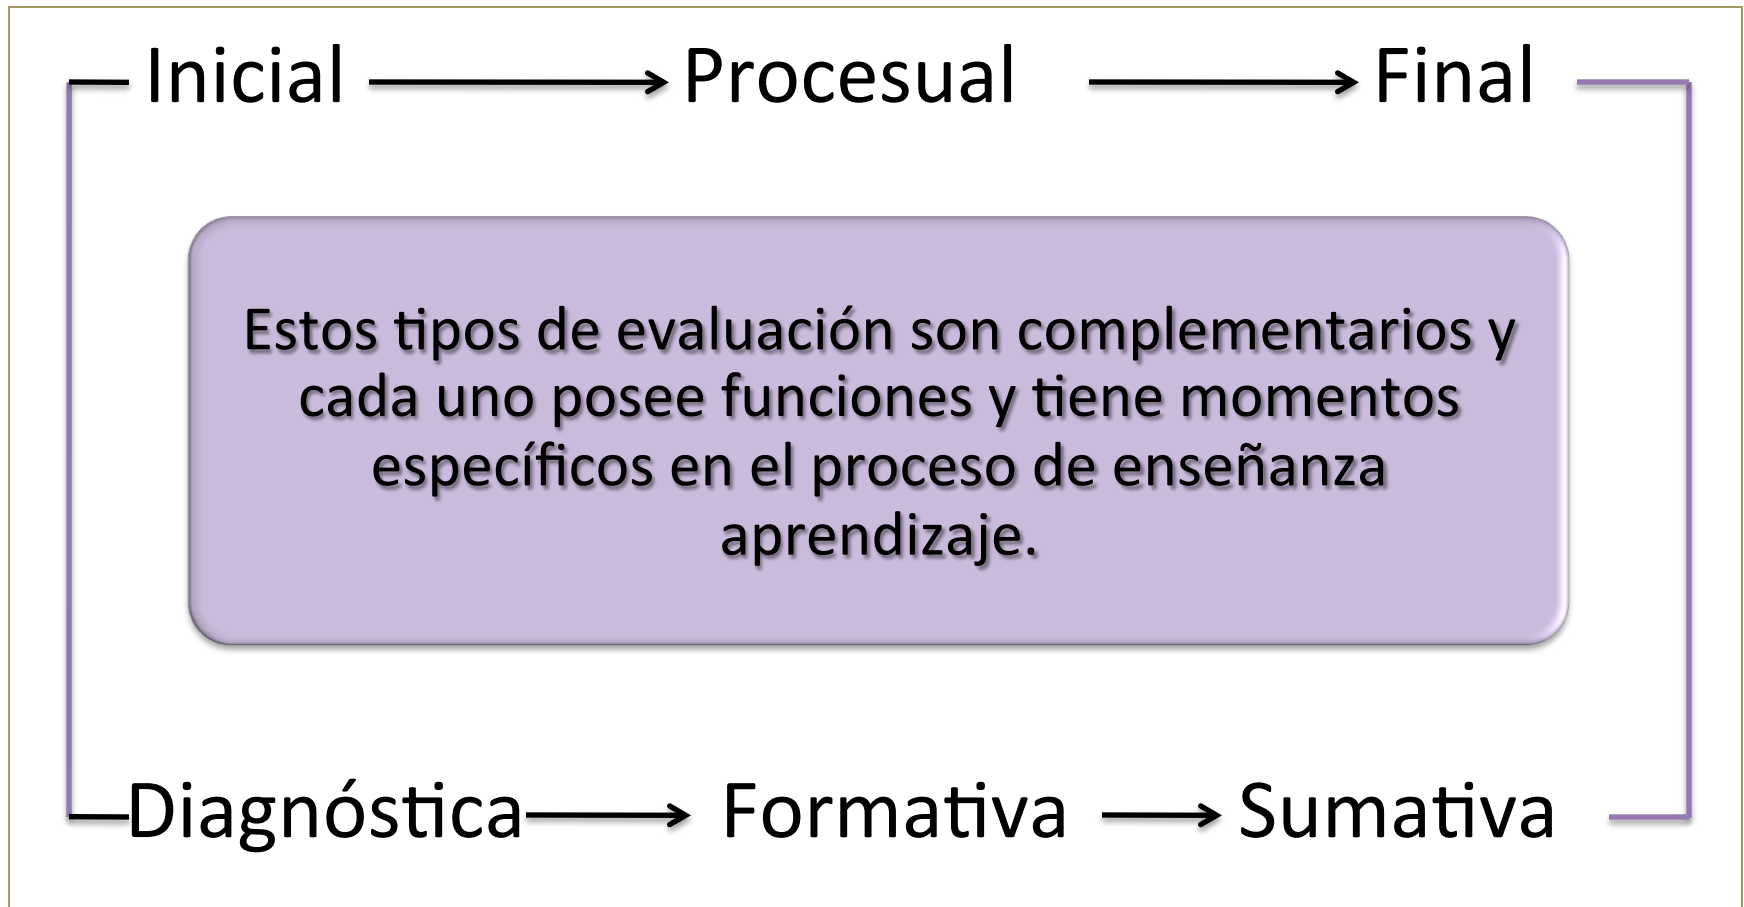 Inicial Procesual Final
Estos tipos de evaluación son complementarios y
cada uno posee funciones y tiene momentos
específicos en el proceso de enseñanza
aprendizaje.
Diagnóstica Formativa Sumativa